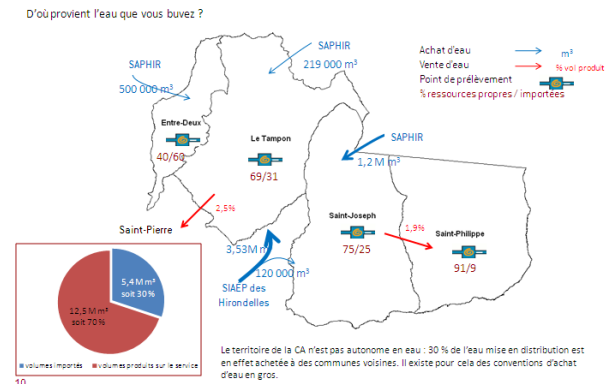 D'où provient l'eau que vous buvez ?
SAPHIR
500 000 m³
SAPHIR
219 000 m³
Achat d'eau m³
Vente d'eau % vol produit
Point de prélèvement
% ressources propres / importées
Entre-Deux
40/60
Le Tampon
69/31
SAPHIR
1,2 M m³
2,5%
Saint-Pierre
Saint-Joseph
75/25
1,9%
Saint-Philippe
91/9
3,53M m
120 000 m³
SIAEP des
Hirondelles
5,4 M m³
soit 30%
12,5 M m³
soit 70%
volumes importés volumes produits sur le service
Le territoire de la CA n'est pas autonome en eau : 30 % de l'eau mise en distribution est
en effet achetée à des communes voisines. Il existe pour cela des conventions d'achat
d'eau en gros.
10